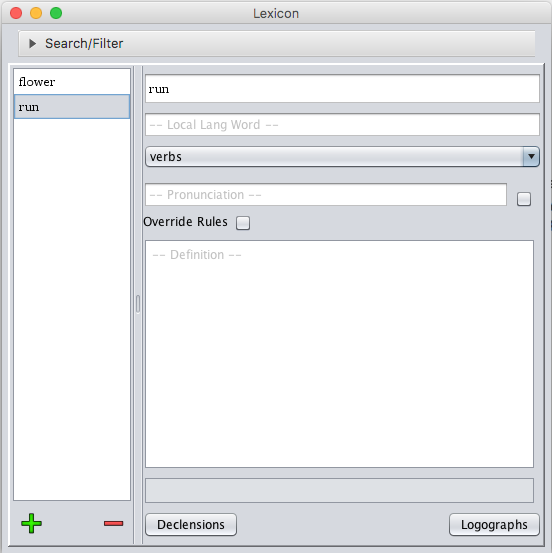 Lexicon
Search/Filter
flower
run
run
-- Local Lang Word --
verbs
-- Pronunciation --
Override Rules
-- Definition --
Declensions
Logographs